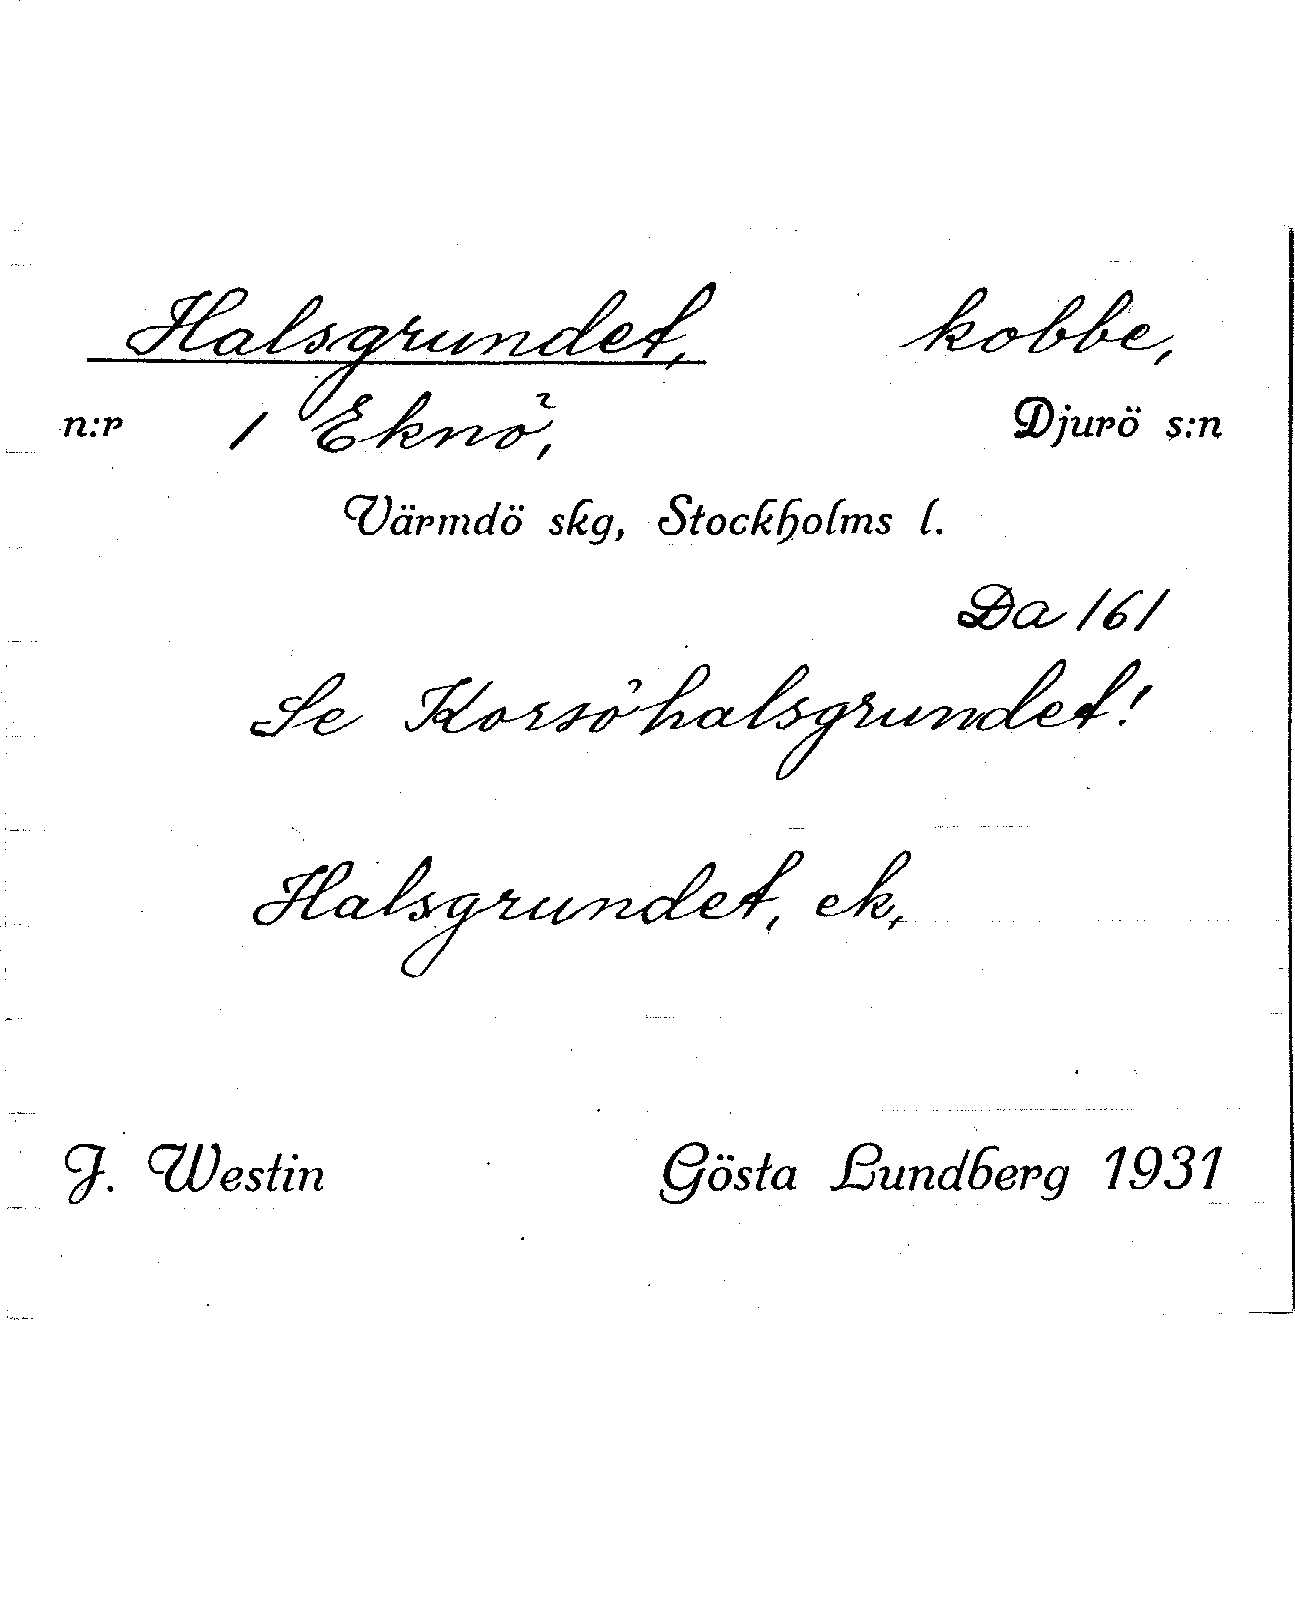 Halsgrundet, kobbe,
n:r 1 Eknö, Djurö s:n
Värmdö skg, Stockholms l.
Da 161
Se Korsöhalsgrundet!
Halsgrundet, ek,
J. Westin Gösta Lundberg 1931